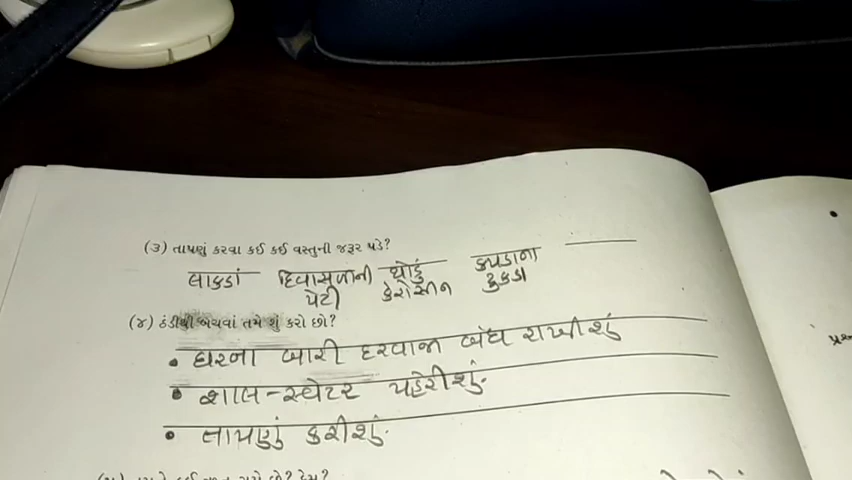 (૩) તાપણું કરવા કઈ કઈ વસ્તુની જરૂર પડે?
લાકડાં દિવાસળીની થોડું કપડાના
પેટી કેરોસીન ટુકડા
(૪) ઠંડીથી બચવાં તમે શું કરો છો?
• ઘરના બારી દરવાજા બંધ રાખીશું
• શાલ-સ્વેટર પહેરીશું.
• તાપણું કરીશું.